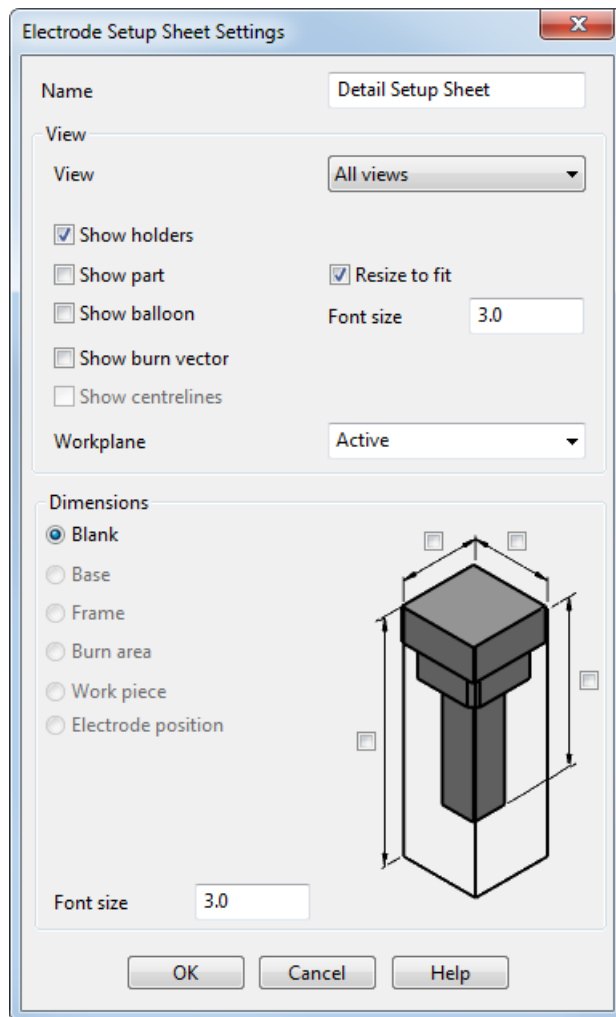 Electrode Setup Sheet Settings
X
Name Detail Setup Sheet
View
View All views
Show holders
Show part Resize to fit
Show balloon Font size 3.0
Show burn vector
Show centrelines
Workplane Active
Dimensions
Blank
Base
Frame
Burn area
Work piece
Electrode position
Font size 3.0
OK Cancel Help